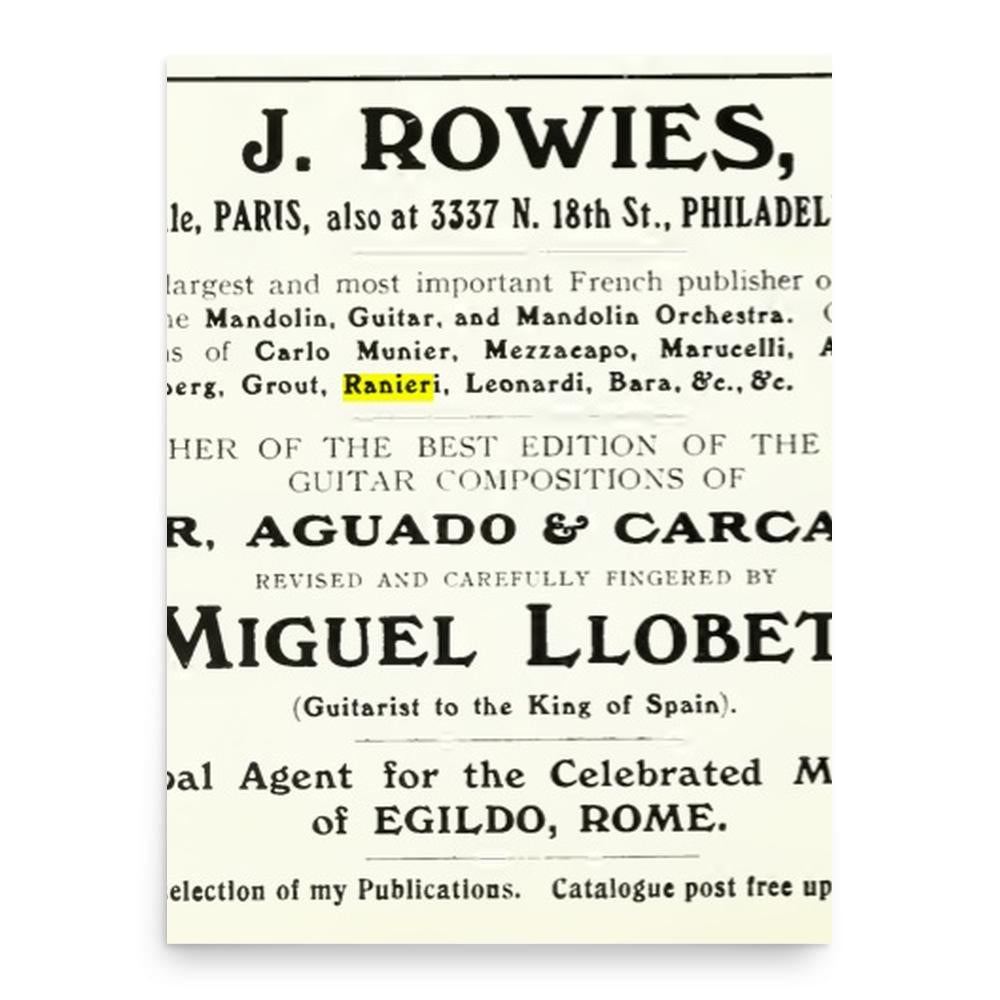 J. ROWIES,
le, PARIS, also at 3337 N. 18th St., PHILADEL
largest and most important French publisher o
ne Mandolin, Guitar, and Mandolin Orchestra.
ns of Carlo Munier, Mezzacapo, Marucelli, A
berg, Grout, Ranieri, Leonardi, Bara, &c., &c.
HER OF THE BEST EDITION OF THE
GUITAR COMPOSITIONS OF
R, AGUADO & CARCA
REVISED AND CAREFULLY FINGERED BY
MIGUEL LLOBET
(Guitarist to the King of Spain).
pal Agent for the Celebrated M
of EGILDO, ROME.
election of my Publications. Catalogue post free up